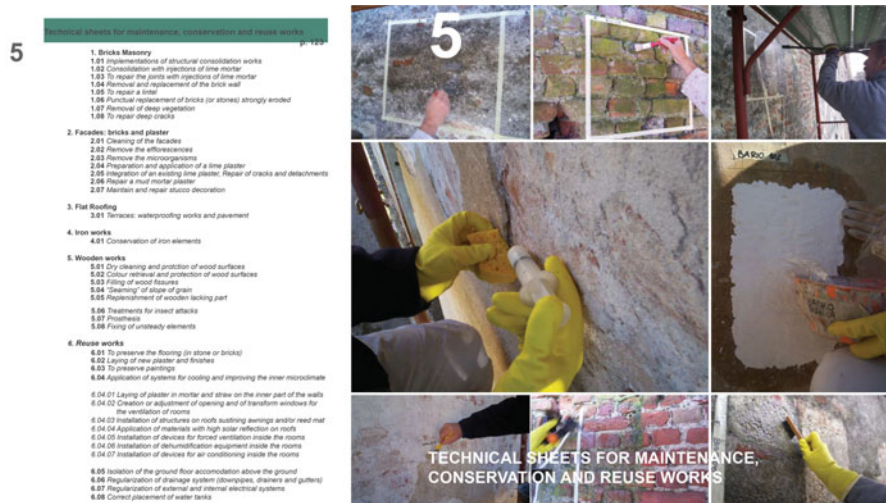 5
Technical sheets for maintenance, conservation and reuse works
p. 123
1. Bricks Masonry
1.01 Implementations of structural consolidation works
1.02 Consolidation with injections of lime mortar
1.03 To repair the joints with injections of lime mortar
1.04 Removal and replacement of the brick wall
1.05 To repair a lintel
1.06 Punctual replacement of bricks (or stones) strongly eroded
1.07 Removal of deep vegetation
1.08 To repair deep cracks
2. Facades: bricks and plaster
2.01 Cleaning of the facades
2.02 Remove the efflorescences
2.03 Remove the microorganisms
2.04 Preparation and application of a lime plaster
2.05 Integration of an existing lime plaster, Repair of cracks and detachments
2.06 Repair a mud mortar plaster
2.07 Maintain and repair stucco decoration
3. Flat Roofing
3.01 Terraces: waterproofing works and pavement
4. Iron works
4.01 Conservation of iron elements
5. Wooden works
5.01 Dry cleaning and protction of wood surfaces
5.02 Colour retrieval and protection of wood surfaces
5.03 Filling of wood fissures
5.04 "Seaming" of slope of grain
5.05 Replenishment of wooden lacking part
5.06 Treatments for insect attacks
5.07 Prosthesis
5.08 Fixing of unsteady elements
6. Reuse works
6.01 To preserve the flooring (in stone or bricks)
6.02 Laying of new plaster and finishes
6.03 To preserve paintings
6.04 Application of systems for cooling and improving the inner microclimate
6.04.01 Laying of plaster in mortar and straw on the inner part of the walls
6.04.02 Creation or adjustment of opening and of transform windows for
the ventilation of rooms
6.04.03 Installation of structures on roofs sustining awnings and/or reed mat
6.04.04 Application of materials with high solar reflection on roofs
6.04.05 Installation of devices for forced ventilation inside the rooms
6.04.06 Installation of dehumidification equipment inside the rooms
6.04.07 Installation of devices for air conditioning inside the rooms
6.05 Isolation of the ground floor accomodation above the ground
6.06 Regularization of drainage system (downpipes, drainers and gutters)
6.07 Regularization of external and internal electrical systems
6.08 Correct placement of water tanks
5
TECHNICAL SHEETS FOR MAINTENANCE,
CONSERVATION AND REUSE WORKS